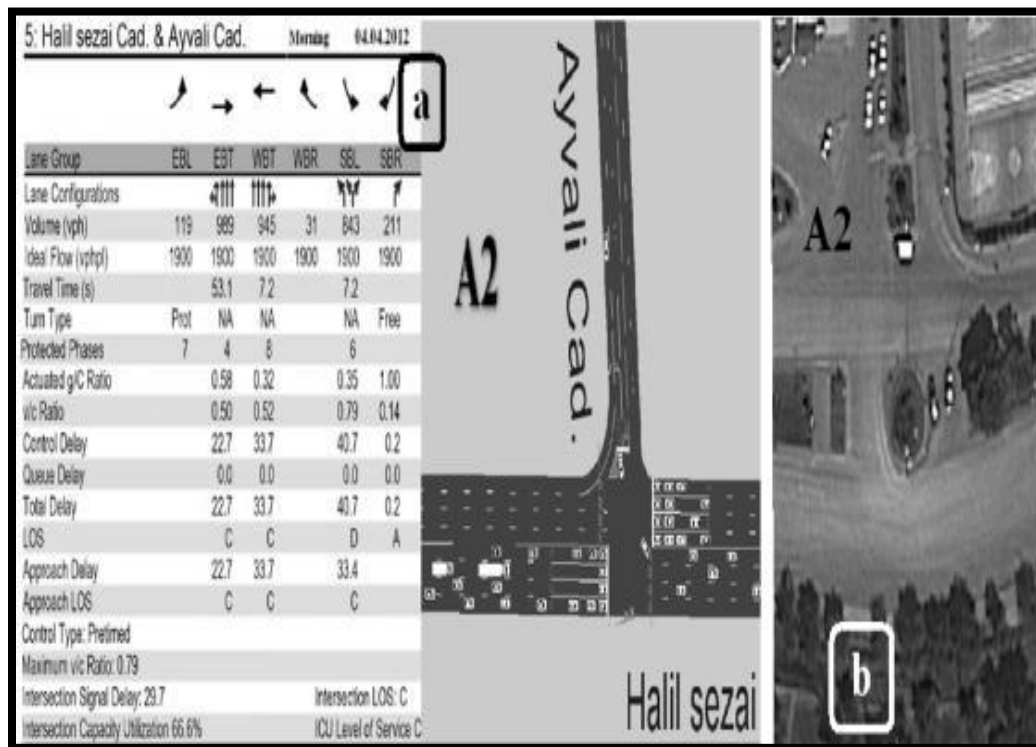 5: Halil sezai Cad. & Ayvali Cad. Morning 04.04.2012
a
Lane Group EBL EBT WBT WBR SBL SBR
Lane Configurations
Volume (vph) 119 989 945 31 843 211
Ideal Flow (vphpl) 1900 1900 1900 1900 1900 1900
Travel Time (s) 53.1 7.2 7.2
Turn Type Prot NA NA NA Free
Protected Phases 7 4 8 6
Actuated g/C Ratio 0.58 0.32 0.35 1.00
v/c Ratio 0.50 0.52 0.79 0.14
Control Delay 22.7 33.7 40.7 0.2
Queue Delay 0.0 0.0 0.0 0.0
Total Delay 22.7 33.7 40.7 0.2
LOS C C D A
Approach Delay 22.7 33.7 33.4
Approach LOS C C C
Control Type: Pretimed
Maximum v/c Ratio: 0.79
Intersection Signal Delay: 29.7 Intersection LOS: C
Intersection Capacity Utilization 66.6% ICU Level of Service C
A2
Ayvali Cad.
Halil sezai
A2
b